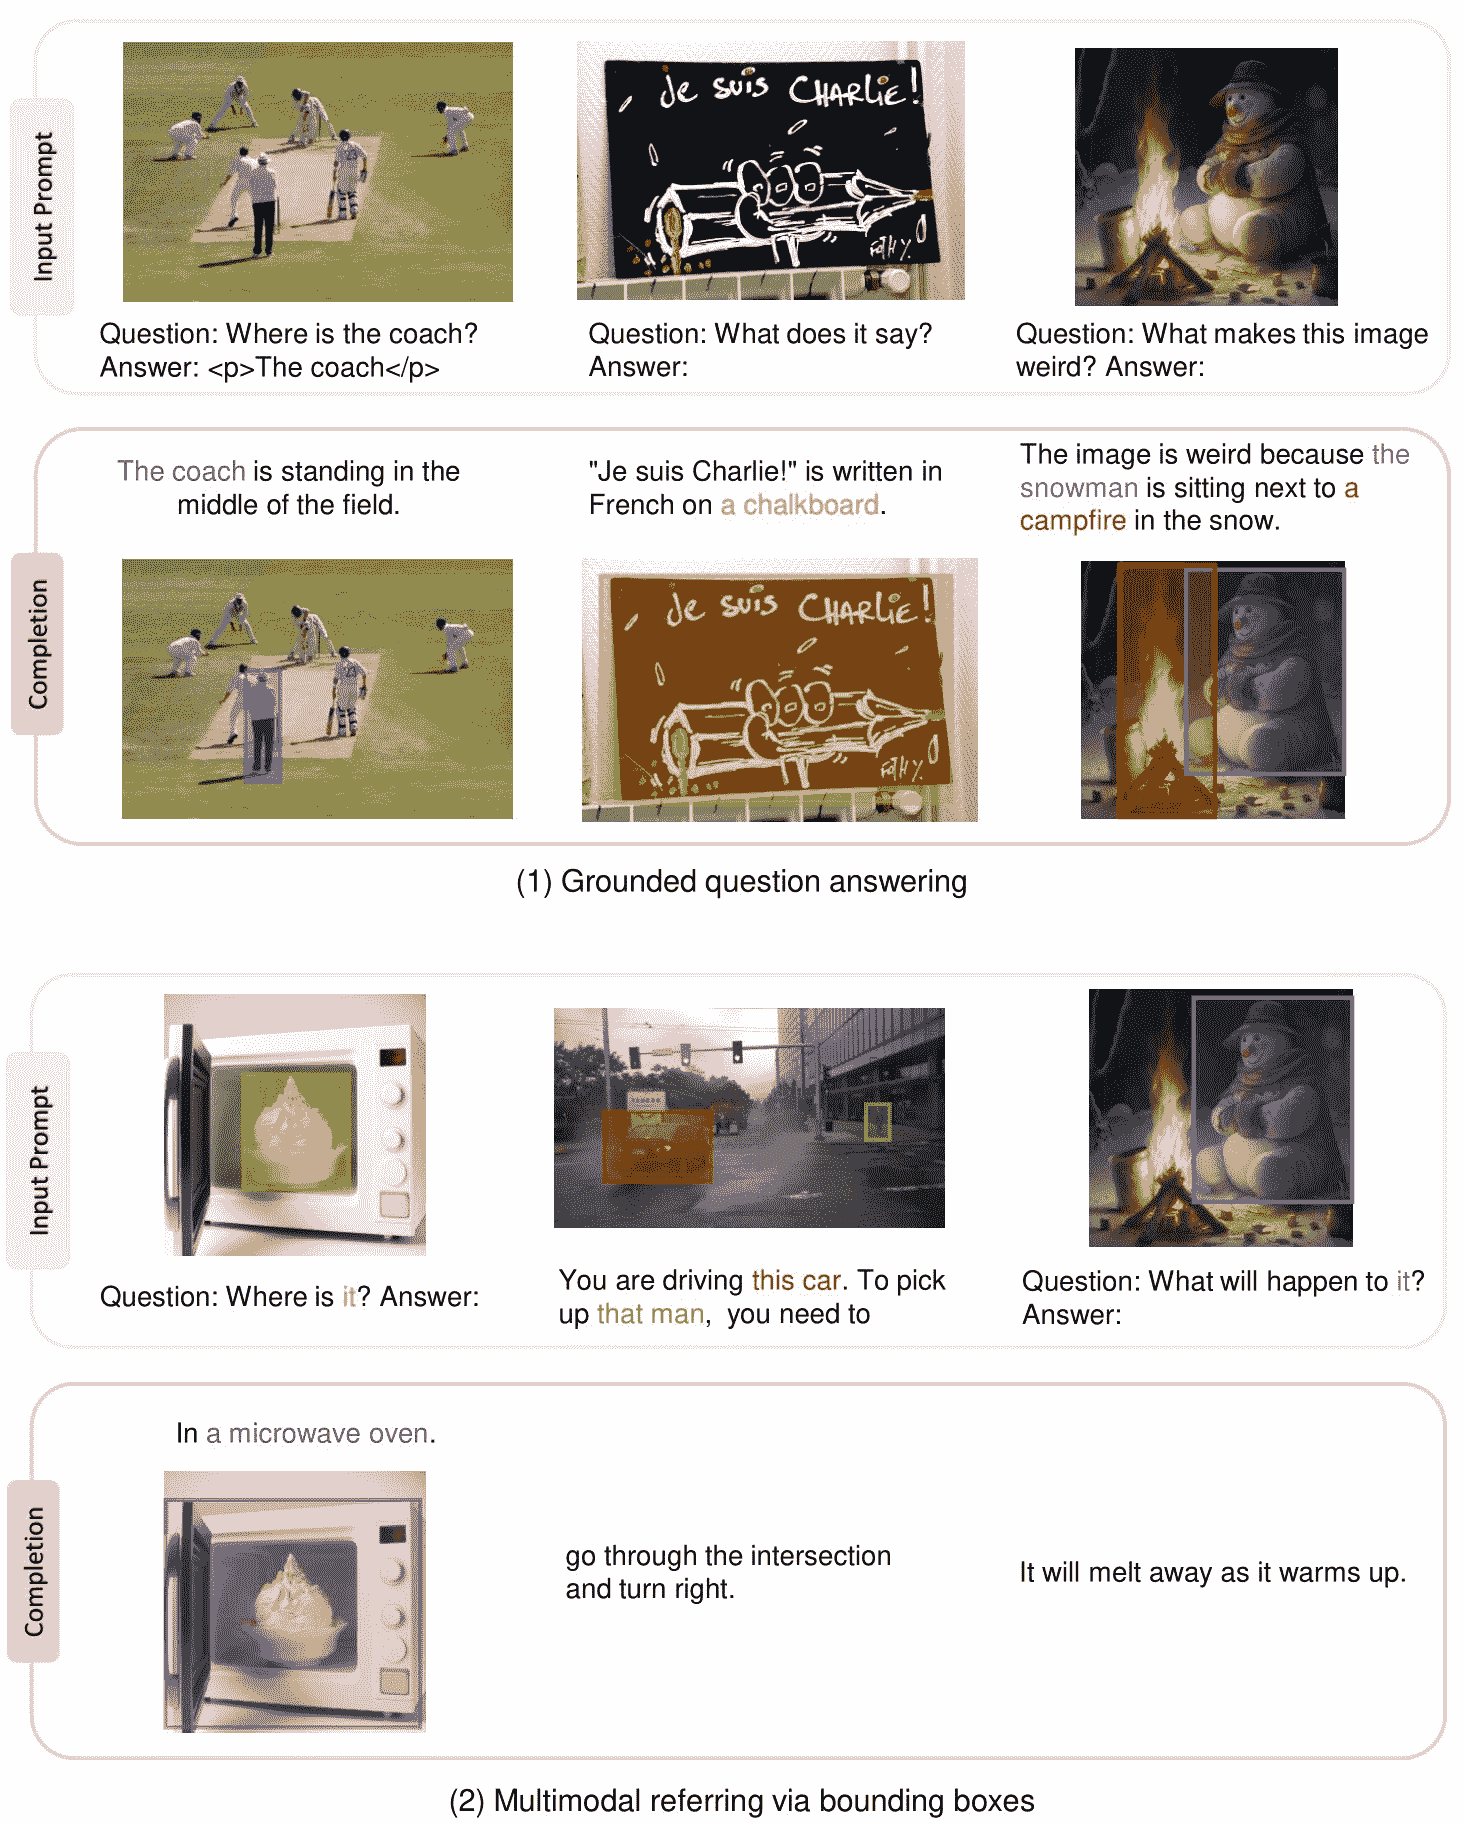 Input Prompt
Je suis CHARLIE!
FATHY.
Question: Where is the coach?
Answer: <p>The coach</p>
Question: What does it say?
Answer:
Question: What makes this image
weird? Answer:
Completion
The coach is standing in the
middle of the field.
"Je suis Charlie!" is written in
French on a chalkboard.
The image is weird because the
snowman is sitting next to a
campfire in the snow.
Je suis CHARLIE!
FATHY.
(1) Grounded question answering
Input Prompt
Question: Where is it? Answer:
You are driving this car. To pick
up that man, you need to
Question: What will happen to it?
Answer:
Completion
In a microwave oven.
go through the intersection
and turn right.
It will melt away as it warms up.
(2) Multimodal referring via bounding boxes